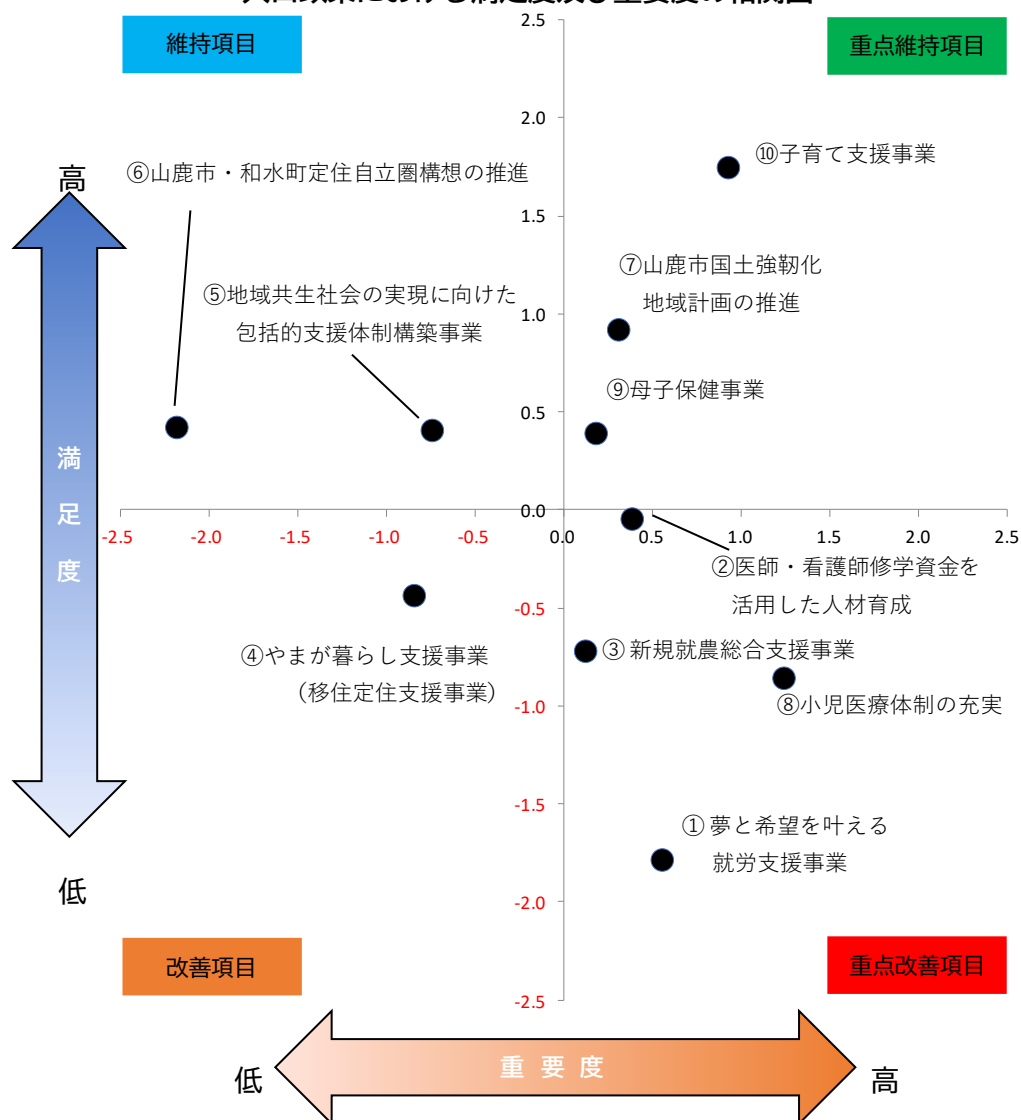 維持項目
重点維持項目
2.5
2.0
⑩子育て支援事業
⑥山鹿市・和水町定住自立圏構想の推進
高
1.5
⑦山鹿市国土強靭化
地域計画の推進
⑤地域共生社会の実現に向けた
包括的支援体制構築事業
1.0
⑨母子保健事業
0.5
満足度
0.0
-2.5 -2.0 -1.5 -1.0 -0.5 0.0 0.5 1.0 1.5 2.0 2.5
②医師・看護師修学資金を
活用した人材育成
-0.5
④やまが暮らし支援事業
（移住定住支援事業）
③ 新規就農総合支援事業
⑧小児医療体制の充実
-1.0
-1.5
① 夢と希望を叶える
就労支援事業
低
-2.0
改善項目
重点改善項目
-2.5
低
重要度
高